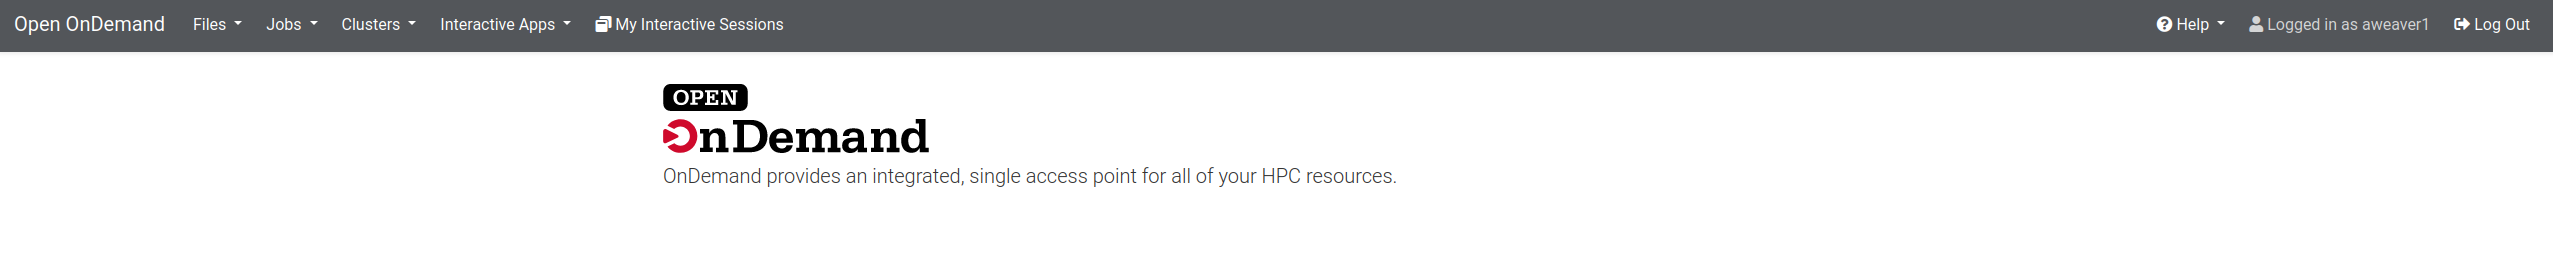 Open OnDemand Files Jobs Clusters Interactive Apps My Interactive Sessions Help Logged in as aweaver1 Log Out
OPEN
OnDemand
OnDemand provides an integrated, single access point for all of your HPC resources.